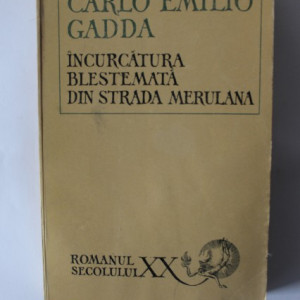 CARLO EMILIO
GADDA
ÎNCURCĂTURA
BLESTEMATĂ
DIN STRADA MERULANA
ROMANUL
SECOLULUI XX